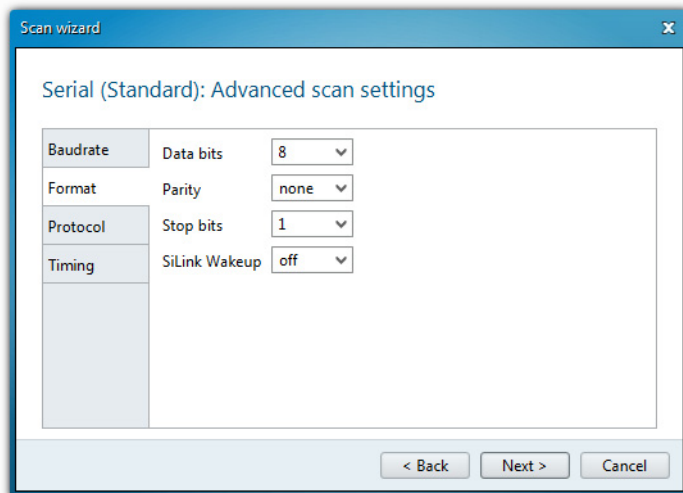 Scan wizard
Serial (Standard): Advanced scan settings
Baudrate
Format
Protocol
Timing
Data bits 8
Parity none
Stop bits 1
SiLink Wakeup off
< Back Next > Cancel